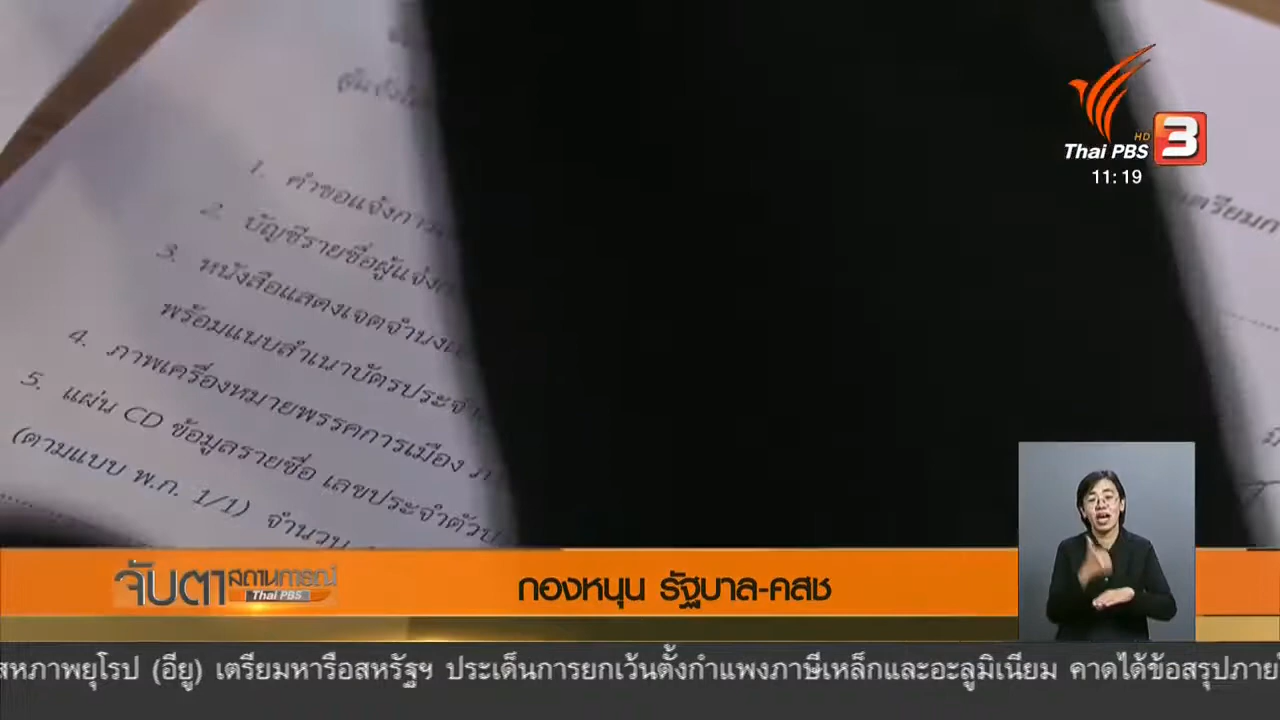 1. คำขอแจ้งการ
2. บัญชีรายชื่อผู้แจ้ง
3. หนังสือแสดงเจตจำนง
พร้อมแนบสำเนาบัตรประจำ
4. ภาพเครื่องหมายพรรคการเมือง ภ
5. แผ่น CD ข้อมูลรายชื่อ เลขประจำตัวบ
(ตามแบบ พ.ก. 1/1) จำนวน
เตรียมก
HD
Thai PBS 3
11:19
จับตาสถานการณ์
Thai PBS
กองหนุน รัฐบาล-คสช
สหภาพยุโรป (อียู) เตรียมหารือสหรัฐฯ ประเด็นการยกเว้นตั้งกำแพงภาษีเหล็กและอะลูมิเนียม คาดได้ข้อสรุปภาย